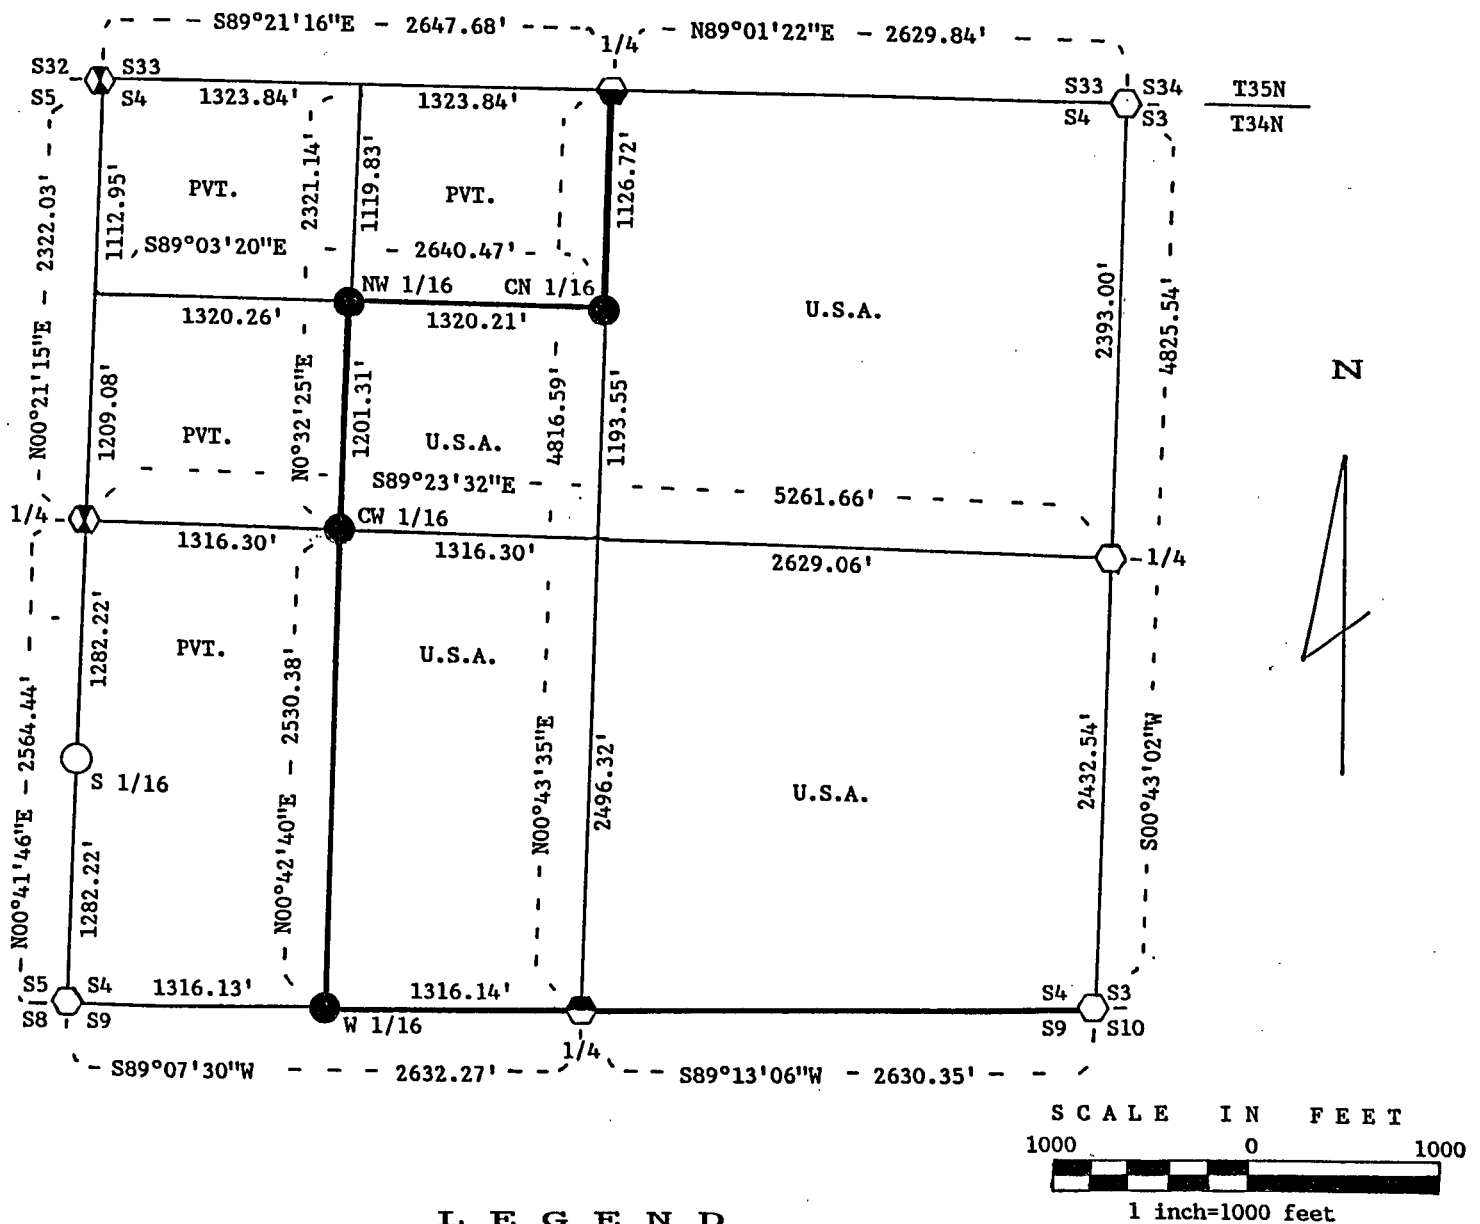 S89°21'16"E - 2647.68'
1/4
N89°01'22"E - 2629.84'
S32
S33
S5
S4
1323.84'
1323.84'
S33
S34
S4
S3
T35N
T34N
N00°21'15"E - 2322.03'
1112.95'
PVT.
2321.14'
1119.83'
PVT.
1126.72'
S89°03'20"E - - 2640.47' -
NW 1/16
CN 1/16
1320.26'
1320.21'
U.S.A.
2393.00'
4825.54'
N
1209.08'
PVT.
N0°32'25"E
1201.31'
U.S.A.
4816.59'
1193.55'
S89°23'32"E
5261.66'
1/4
CW 1/16
1316.30'
1316.30'
2629.06'
1/4
N00°41'46"E - 2564.44'
1282.22'
PVT.
N00°42'40"E - 2530.38'
U.S.A.
N00°43'35"E
2496.32'
U.S.A.
2432.54'
S00°43'02"W
S 1/16
1282.22'
S5
S4
S8
S9
1316.13'
1316.14'
W 1/16
1/4
S4
S3
S9
S10
S89°07'30"W - - 2632.27'
S89°13'06"W - 2630.35'
SCALE IN FEET
1000 0 1000
1 inch=1000 feet
LEGEND